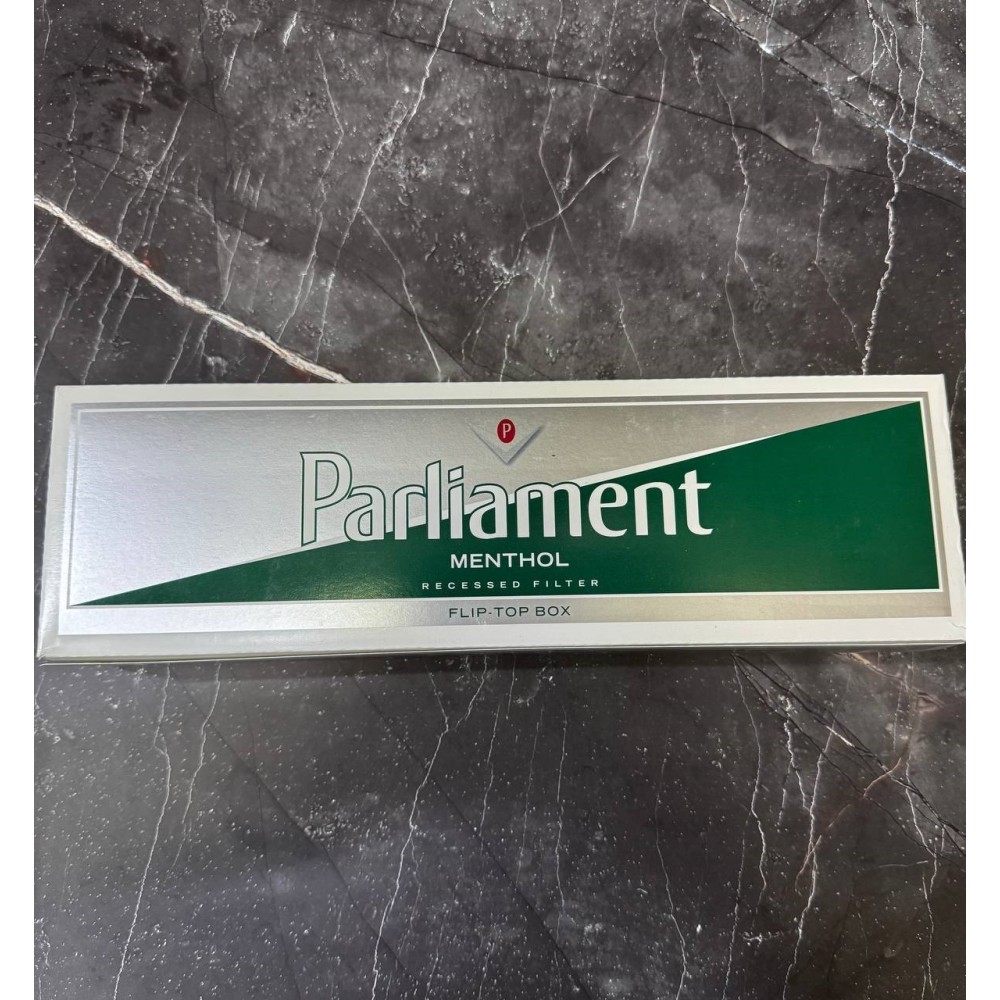 P
Parliament
MENTHOL
RECESSED FILTER
FLIP-TOP BOX